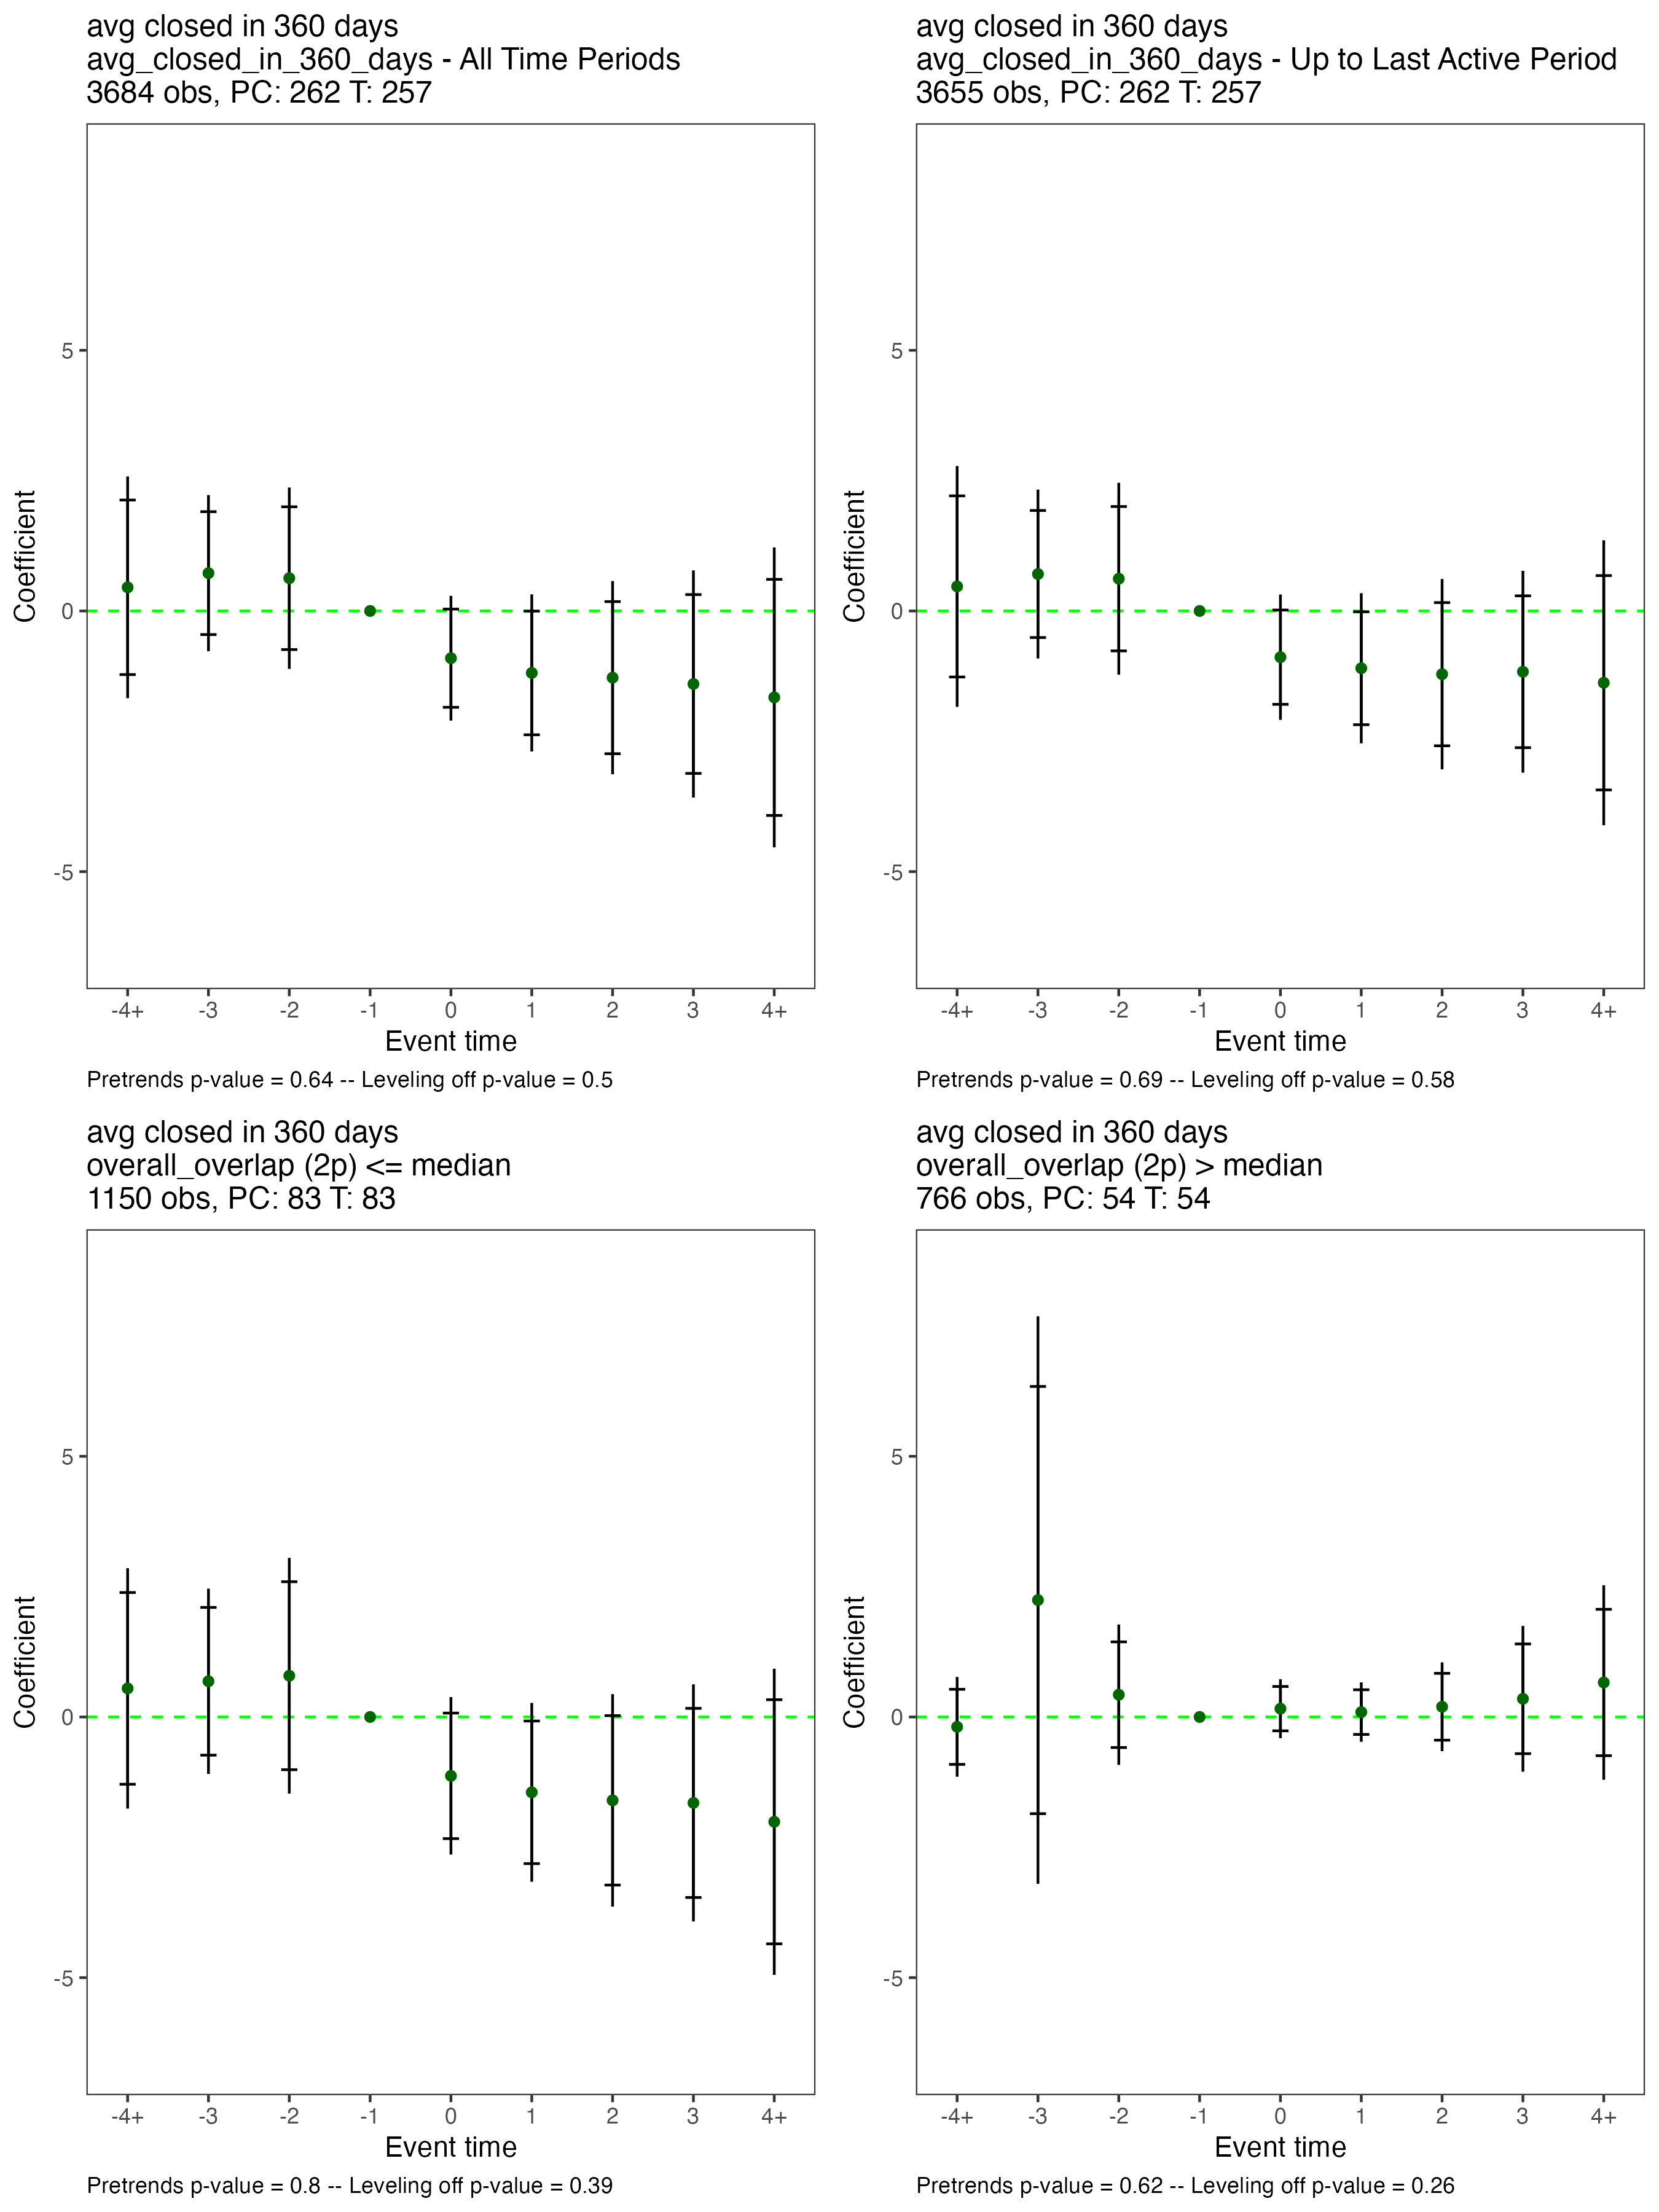 avg closed in 360 days
avg_closed_in_360_days - All Time Periods
3684 obs, PC: 262 T: 257
5
0
-5
Coefficient
-4+ -3 -2 -1 0 1 2 3 4+
Event time
Pretrends p-value = 0.64 -- Leveling off p-value = 0.5
avg closed in 360 days
avg_closed_in_360_days - Up to Last Active Period
3655 obs, PC: 262 T: 257
5
0
-5
Coefficient
-4+ -3 -2 -1 0 1 2 3 4+
Event time
Pretrends p-value = 0.69 -- Leveling off p-value = 0.58
avg closed in 360 days
overall_overlap (2p) <= median
1150 obs, PC: 83 T: 83
5
0
-5
Coefficient
-4+ -3 -2 -1 0 1 2 3 4+
Event time
Pretrends p-value = 0.8 -- Leveling off p-value = 0.39
avg closed in 360 days
overall_overlap (2p) > median
766 obs, PC: 54 T: 54
5
0
-5
Coefficient
-4+ -3 -2 -1 0 1 2 3 4+
Event time
Pretrends p-value = 0.62 -- Leveling off p-value = 0.26